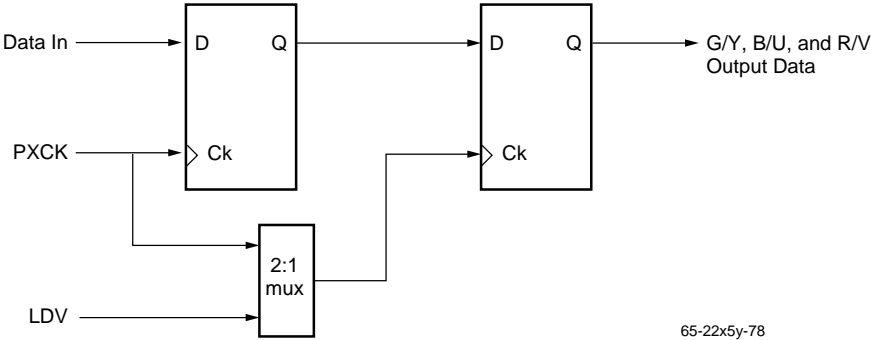 Data In
D
Q
D
Q
G/Y, B/U, and R/V
Output Data
PXCK
Ck
Ck
2:1
mux
LDV
65-22x5y-78